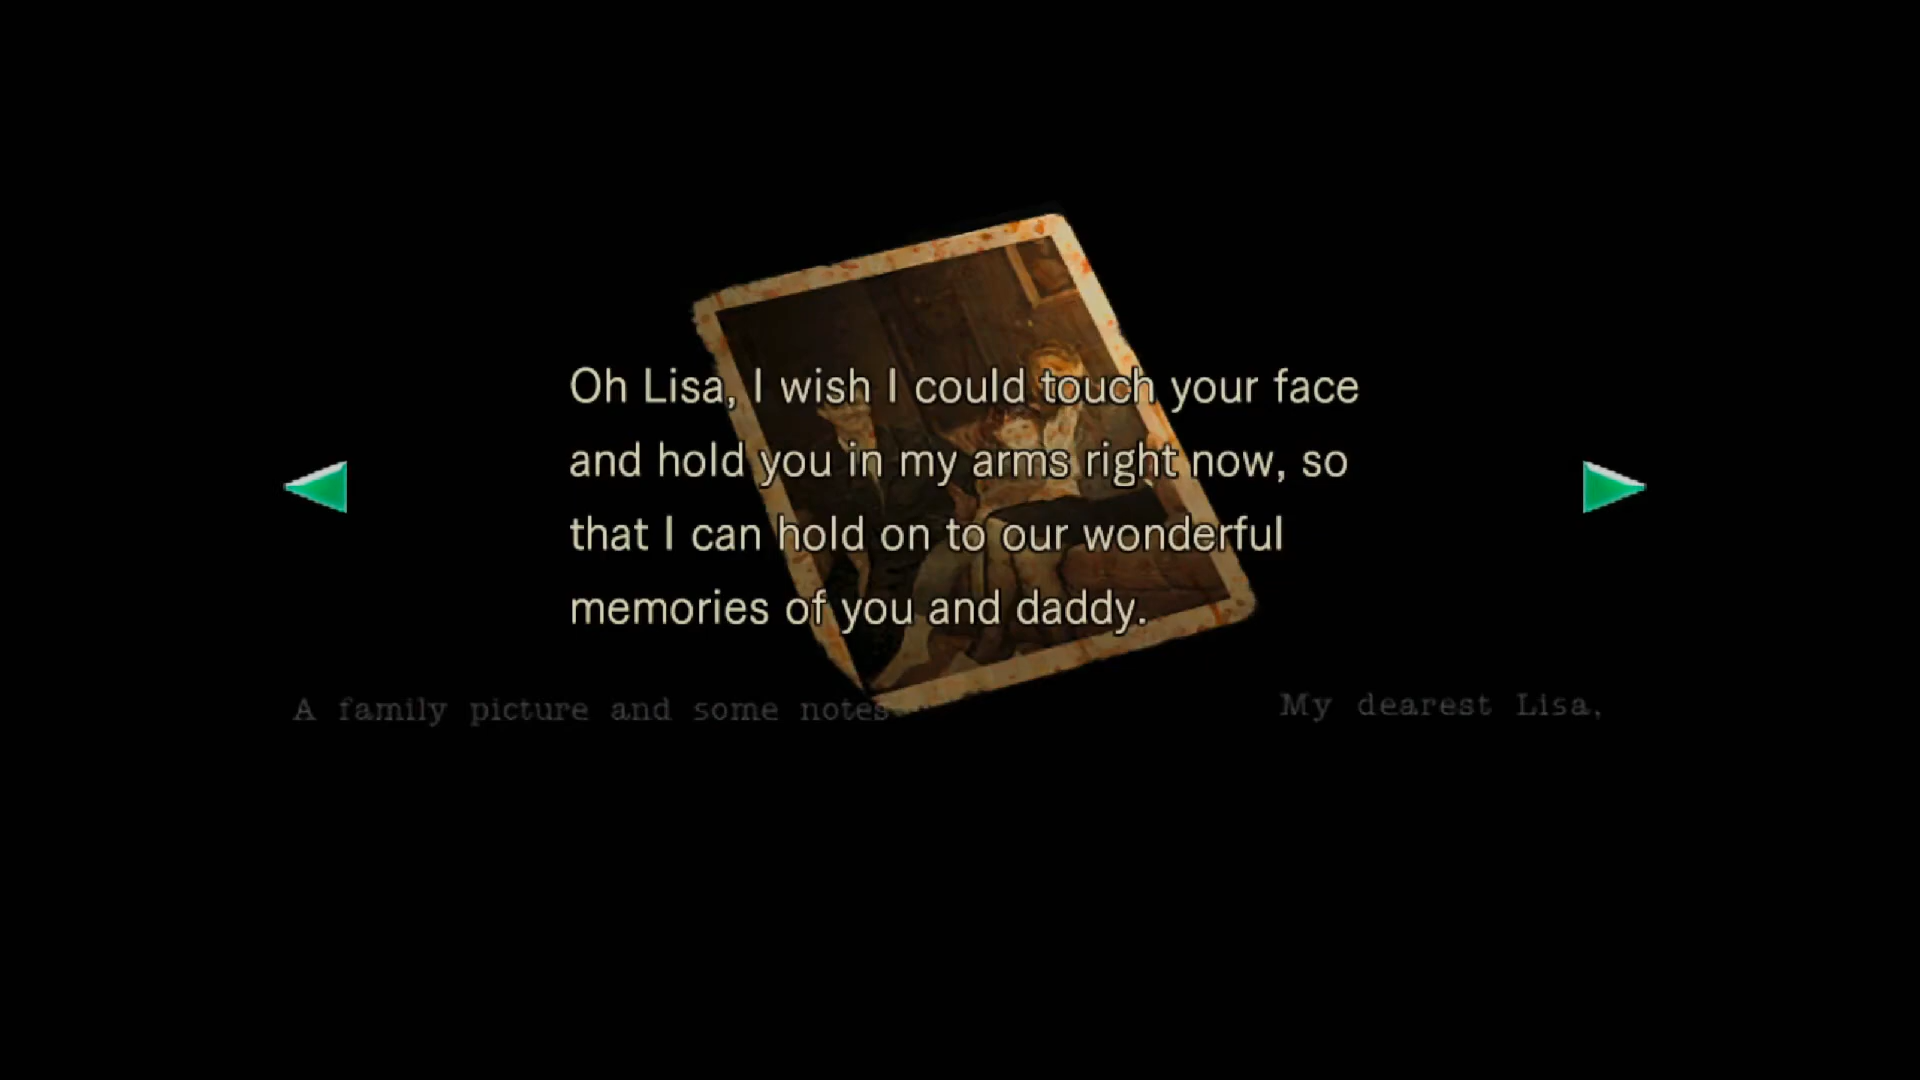 Oh Lisa, I wish I could touch your face
and hold you in my arms right now, so
that I can hold on to our wonderful
memories of you and daddy.
A family picture and some notes
My dearest Lisa,